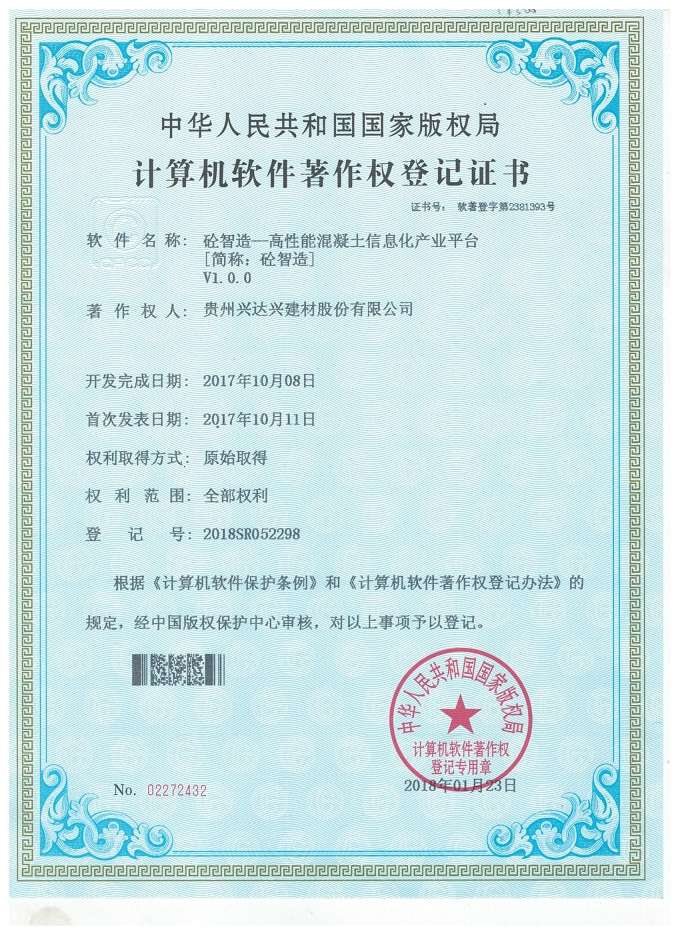 中华人民共和国国家版权局
计算机软件著作权登记证书
证书号： 软著登字第2381393号
软件名称： 砼智造—高性能混凝土信息化产业平台
[简称：砼智造]
V1.0.0
著作权人： 贵州兴达兴建材股份有限公司
开发完成日期： 2017年10月08日
首次发表日期： 2017年10月11日
权利取得方式： 原始取得
权利范围： 全部权利
登记号： 2018SR052298
根据《计算机软件保护条例》和《计算机软件著作权登记办法》的
规定，经中国版权保护中心审核，对以上事项予以登记。
中华人民共和国国家版权局
计算机软件著作权
登记专用章
No. 02272432
2018年01月23日